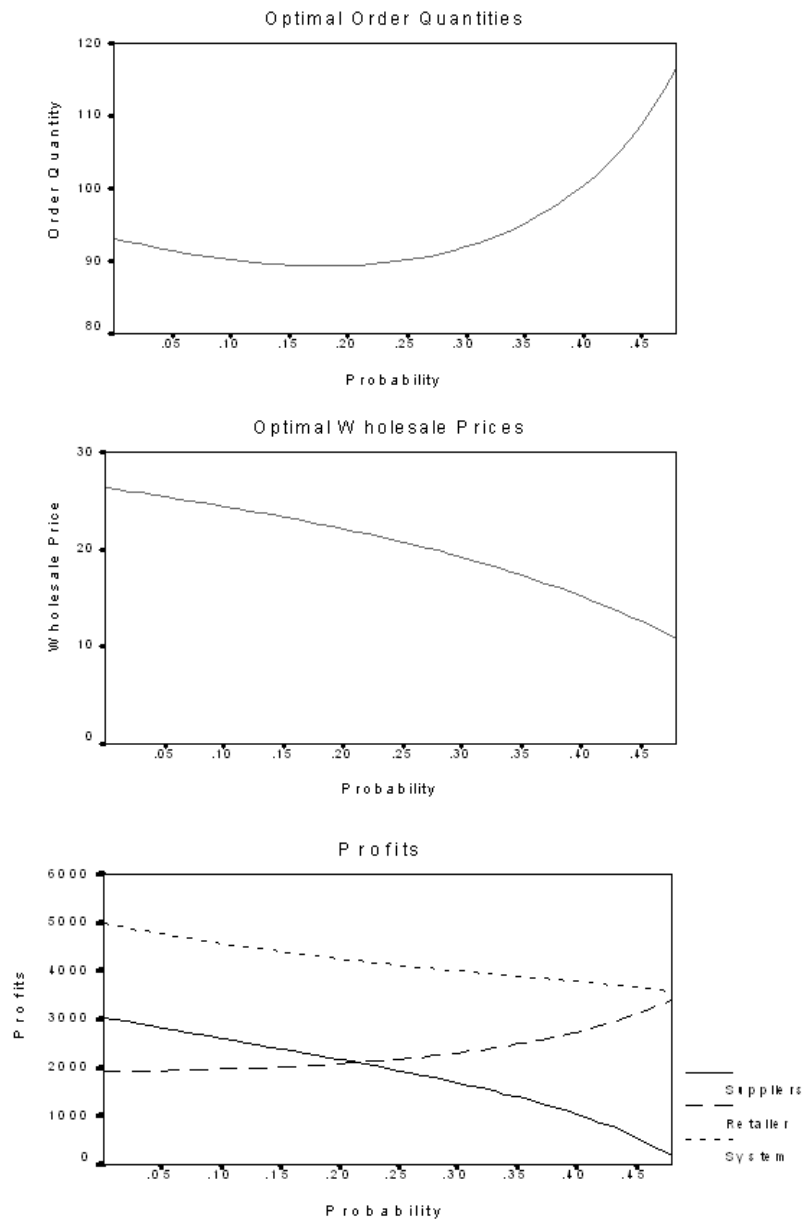 Optimal Order Quantities
120
110
100
90
80
Order Quantity
.05 .10 .15 .20 .25 .30 .35 .40 .45
Probability
Optimal Wholesale Prices
30
20
10
0
Wholesale Price
.05 .10 .15 .20 .25 .30 .35 .40 .45
Probability
Profits
6000
5000
4000
3000
2000
1000
0
Profits
.05 .10 .15 .20 .25 .30 .35 .40 .45
Probability
Suppliers
Retailer
System